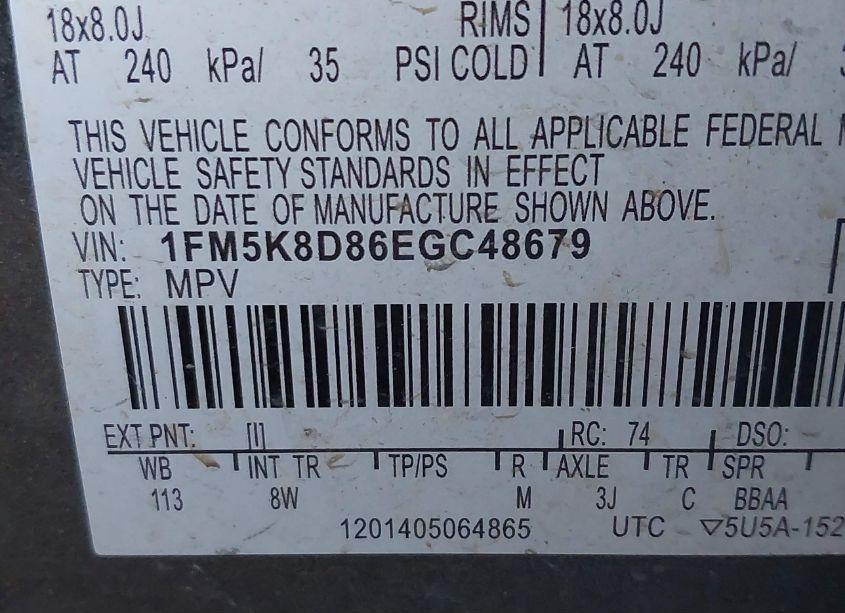 18x8.0J RIMS 18x8.0J
AT 240 kPa/ 35 PSI COLD AT 240 kPa/
THIS VEHICLE CONFORMS TO ALL APPLICABLE FEDERAL
VEHICLE SAFETY STANDARDS IN EFFECT
ON THE DATE OF MANUFACTURE SHOWN ABOVE.
VIN: 1FM5K8D86EGC48679
TYPE: MPV
EXT PNT: RC: 74 DSO:
WB INT TR TP/PS R AXLE TR SPR
113 8W M 3J C BBAA
1201405064865 UTC ▽5U5A-152